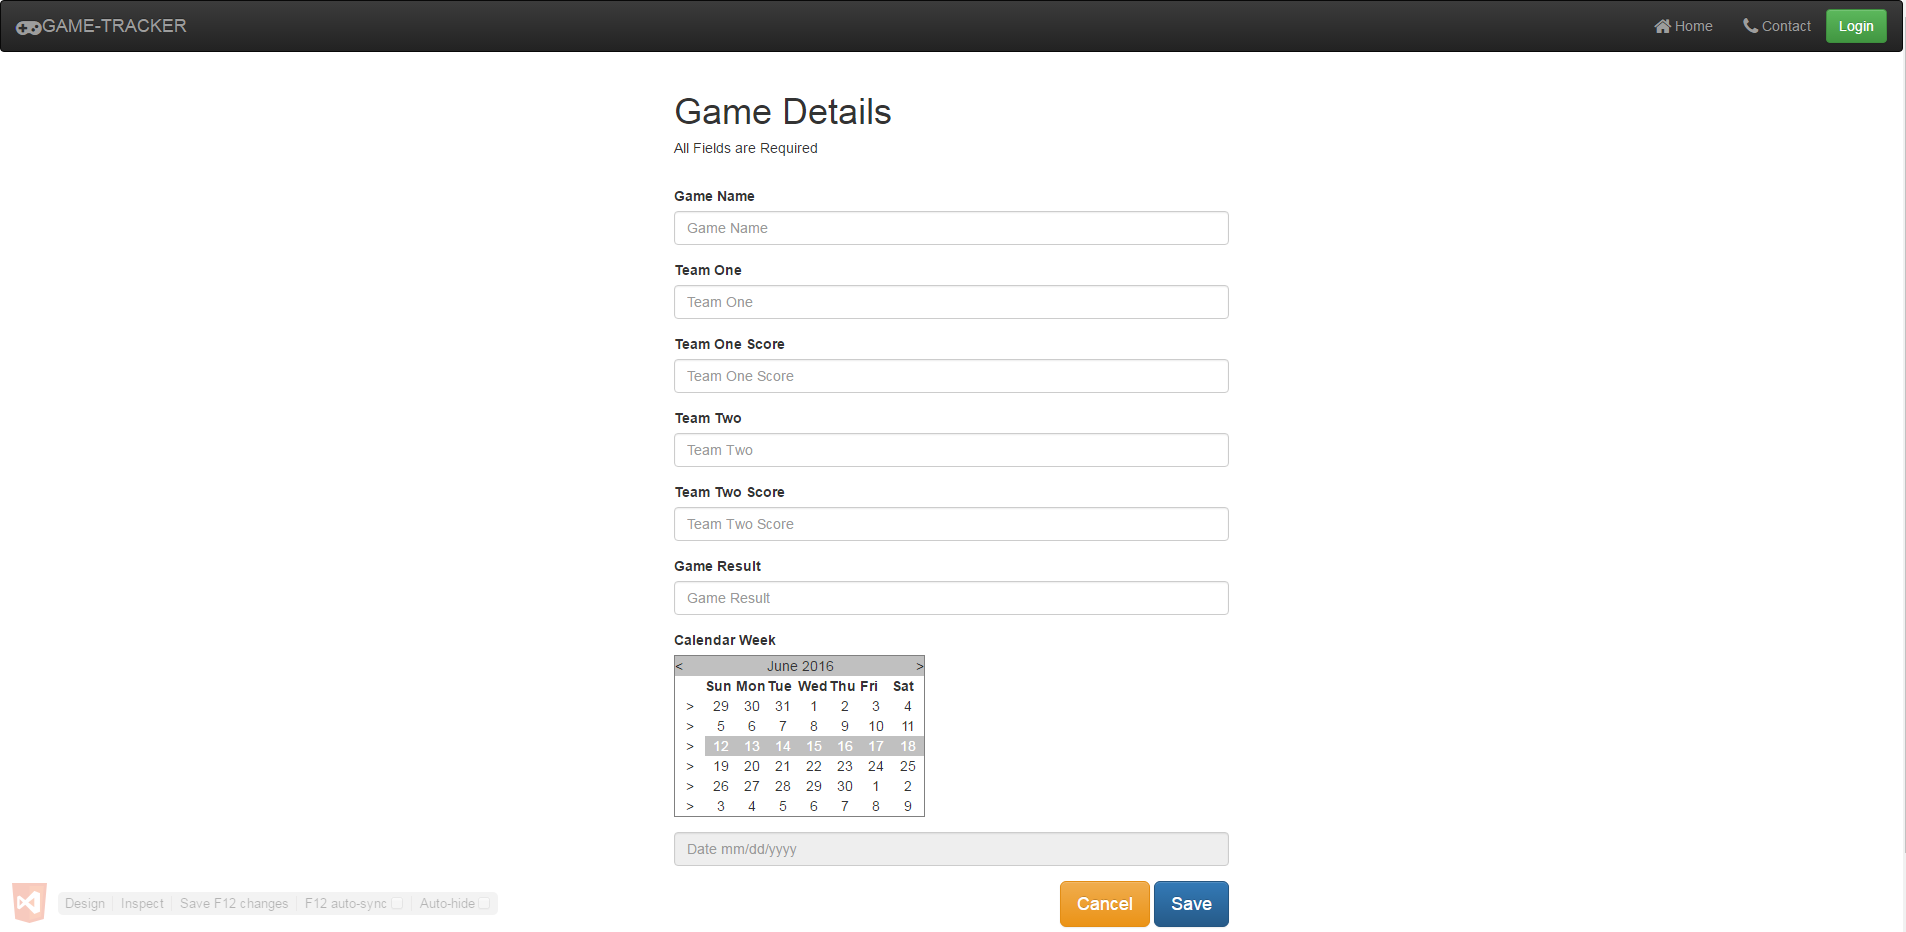 GAME-TRACKER Home Contact Login
Game Details
All Fields are Required
Game Name
Game Name
Team One
Team One
Team One Score
Team One Score
Team Two
Team Two
Team Two Score
Team Two Score
Game Result
Game Result
Calendar Week
< June 2016 >
Sun Mon Tue Wed Thu Fri Sat
> 29 30 31 1 2 3 4
> 5 6 7 8 9 10 11
> 12 13 14 15 16 17 18
> 19 20 21 22 23 24 25
> 26 27 28 29 30 1 2
> 3 4 5 6 7 8 9
Date mm/dd/yyyy
Design Inspect Save F12 changes F12 auto-sync Auto-hide Cancel Save